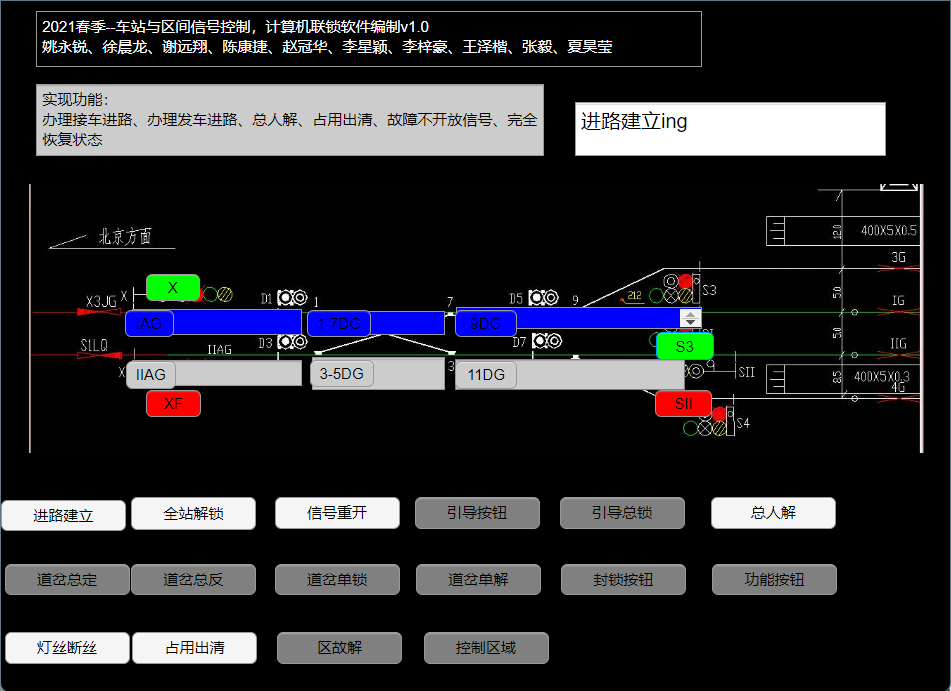 2021春季--车站与区间信号控制，计算机联锁软件编制v1.0
姚永锐、徐晨龙、谢远翔、陈康捷、赵冠华、李星颖、李梓豪、王泽楷、张毅、夏昊莹
实现功能：
办理接车进路、办理发车进路、总人解、占用出清、故障不开放信号、完全
恢复状态
进路建立ing
北京方面
12.0
400X5X0.5
3G
X
X
D1
1
7
D5
9
212
S3
5.0
X3JG
IAG
1-7DG
9DG
IG
S1LQ
IIAG
D3
D7
S3
5.0
IIG
X
IIAG
3-5DG
3
11DG
SII
8.5
400X5X0.3
4G
XF
SII
S4
进路建立
全站解锁
信号重开
引导按钮
引导总锁
总人解
道岔总定
道岔总反
道岔单锁
道岔单解
封锁按钮
功能按钮
灯丝断丝
占用出清
区故解
控制区域